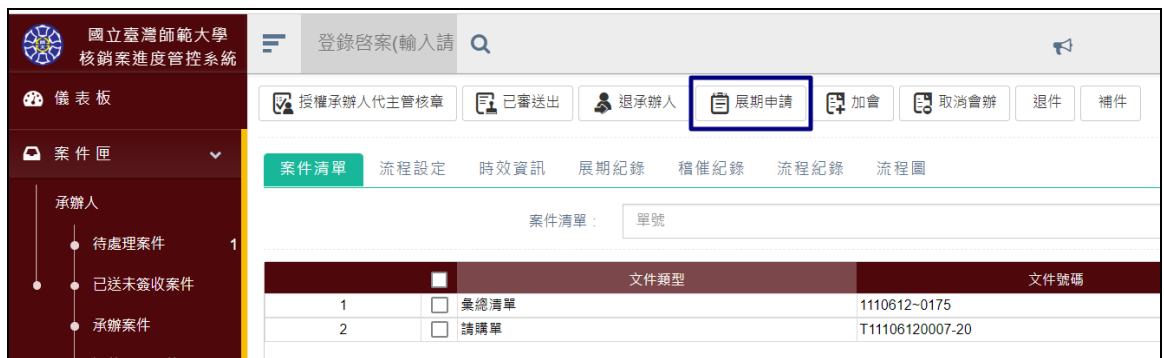 國立臺灣師範大學
核銷案進度管控系統
登錄啓案(輸入請
儀表板
授權承辦人代主管核章 已審送出 退承辦人 展期申請 加會 取消會辦 退件 補件
案件匣
案件清單 流程設定 時效資訊 展期紀錄 稽催紀錄 流程紀錄 流程圖
承辦人
案件清單： 單號
待處理案件 1
已送未簽收案件
文件類型 文件號碼
1 彙總清單 1110612~0175
承辦案件
2 請購單 T11106120007-20